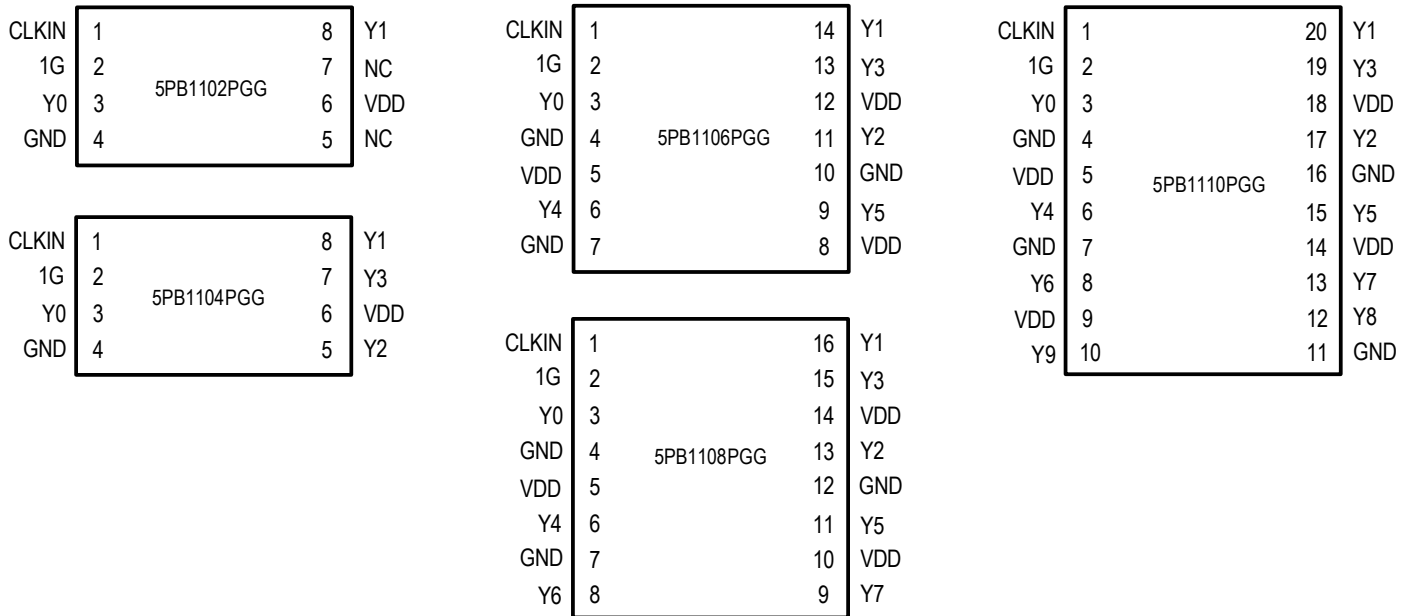 CLKIN 1 8 Y1
1G 2 7 NC
5PB1102PGG
Y0 3 6 VDD
GND 4 5 NC
CLKIN 1 8 Y1
1G 2 7 Y3
5PB1104PGG
Y0 3 6 VDD
GND 4 5 Y2
CLKIN 1 14 Y1
1G 2 13 Y3
Y0 3 12 VDD
GND 4 5PB1106PGG 11 Y2
VDD 5 10 GND
Y4 6 9 Y5
GND 7 8 VDD
CLKIN 1 16 Y1
1G 2 15 Y3
Y0 3 14 VDD
GND 4 5PB1108PGG 13 Y2
VDD 5 12 GND
Y4 6 11 Y5
GND 7 10 VDD
Y6 8 9 Y7
CLKIN 1 20 Y1
1G 2 19 Y3
Y0 3 18 VDD
GND 4 17 Y2
VDD 5 5PB1110PGG 16 GND
Y4 6 15 Y5
GND 7 14 VDD
Y6 8 13 Y7
VDD 9 12 Y8
Y9 10 11 GND